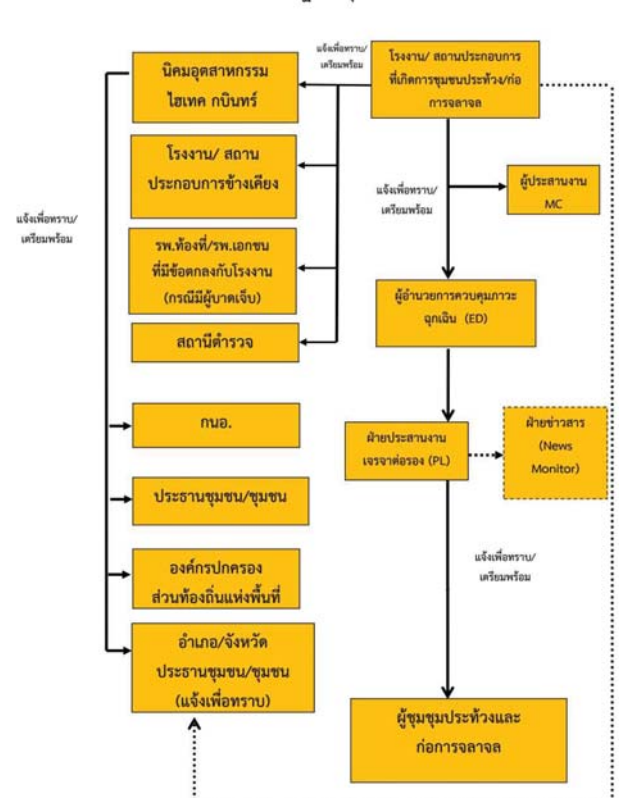 แจ้งเพื่อทราบ/
เตรียมพร้อม
โรงงาน/ สถานประกอบการ
ที่เกิดการชุมชนประท้วง/ก่อ
การจลาจล
นิคมอุตสาหกรรม
ไฮเทค กบินทร์
โรงงาน/ สถาน
ประกอบการข้างเคียง
แจ้งเพื่อทราบ/
เตรียมพร้อม
ผู้ประสานงาน
MC
แจ้งเพื่อทราบ/
เตรียมพร้อม
รพ.ท้องที่/รพ.เอกชน
ที่มีข้อตกลงกับโรงงาน
(กรณีมีผู้บาดเจ็บ)
ผู้อำนวยการควบคุมภาวะ
ฉุกเฉิน (ED)
สถานีตำรวจ
กนอ.
ฝ่ายประสานงาน
เจรจาต่อรอง (PL)
ฝ่ายข่าวสาร
(News
Monitor)
ประธานชุมชน/ชุมชน
องค์กรปกครอง
ส่วนท้องถิ่นแห่งพื้นที่
แจ้งเพื่อทราบ/
เตรียมพร้อม
อำเภอ/จังหวัด
ประธานชุมชน/ชุมชน
(แจ้งเพื่อทราบ)
ผู้ชุมชุมประท้วงและ
ก่อการจลาจล